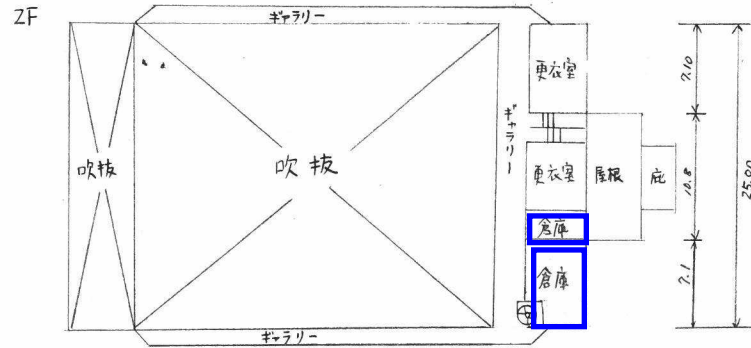 2F
ギャラリー
更衣室
7.10
ギャラリー
吹抜
吹抜
更衣室
屋根
庇
10.8
25.00
倉庫
倉庫
7.1
ギャラリー